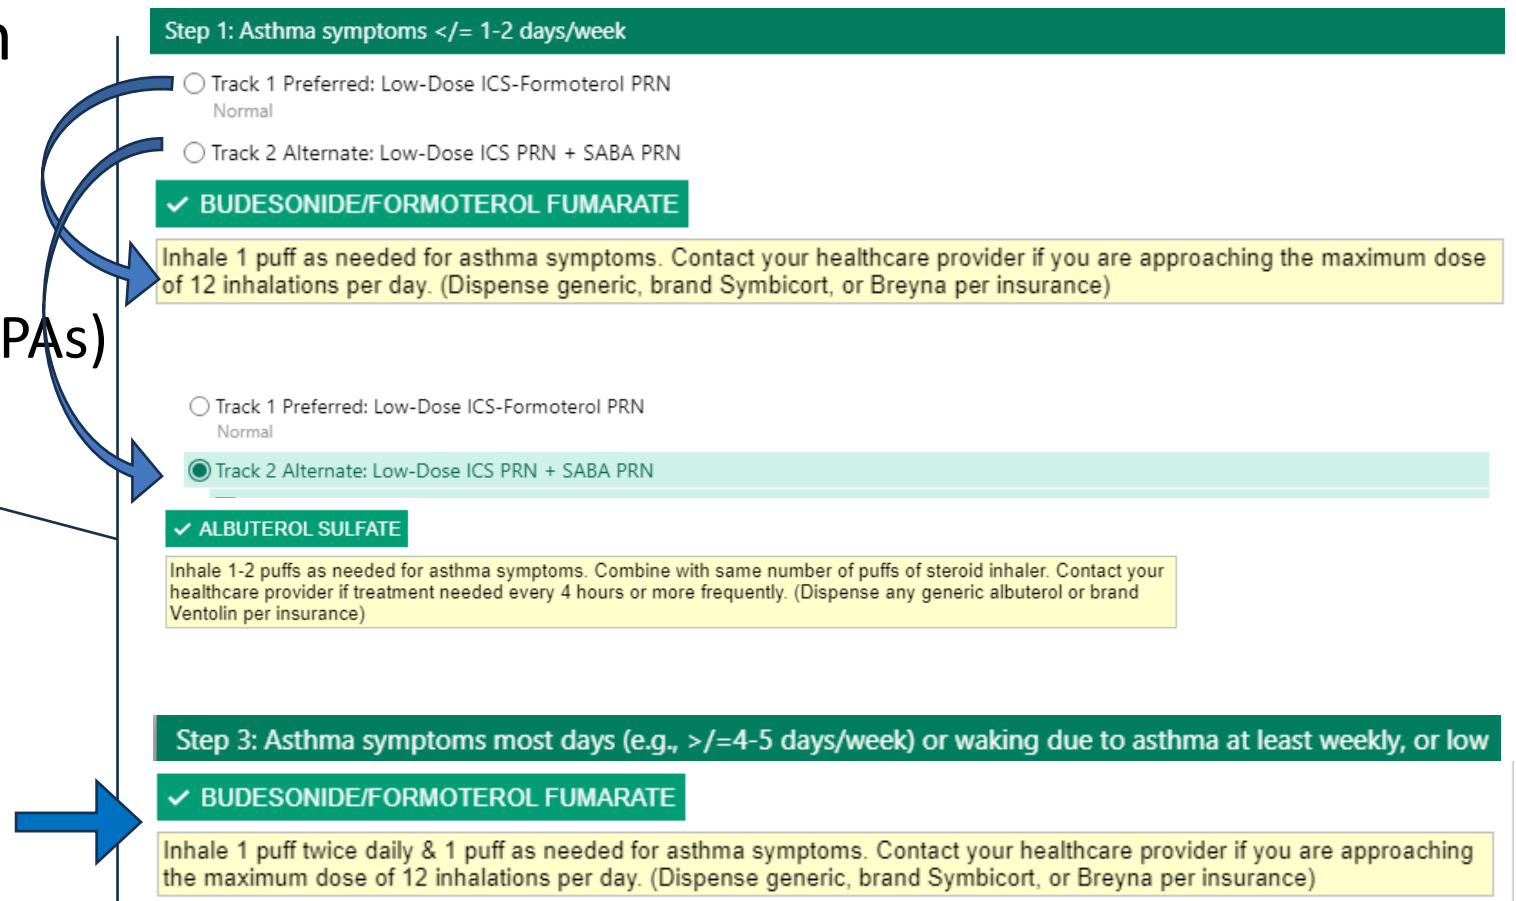 n
Step 1: Asthma symptoms </= 1-2 days/week
Track 1 Preferred: Low-Dose ICS-Formoterol PRN
Normal
Track 2 Alternate: Low-Dose ICS PRN + SABA PRN
BUDESONIDE/FORMOTEROL FUMARATE
Inhale 1 puff as needed for asthma symptoms. Contact your healthcare provider if you are approaching the maximum dose
of 12 inhalations per day. (Dispense generic, brand Symbicort, or Breyna per insurance)
PAs)
Track 1 Preferred: Low-Dose ICS-Formoterol PRN
Normal
Track 2 Alternate: Low-Dose ICS PRN + SABA PRN
ALBUTEROL SULFATE
Inhale 1-2 puffs as needed for asthma symptoms. Combine with same number of puffs of steroid inhaler. Contact your
healthcare provider if treatment needed every 4 hours or more frequently. (Dispense any generic albuterol or brand
Ventolin per insurance)
Step 3: Asthma symptoms most days (e.g., >/=4-5 days/week) or waking due to asthma at least weekly, or low
BUDESONIDE/FORMOTEROL FUMARATE
Inhale 1 puff twice daily & 1 puff as needed for asthma symptoms. Contact your healthcare provider if you are approaching
the maximum dose of 12 inhalations per day. (Dispense generic, brand Symbicort, or Breyna per insurance)